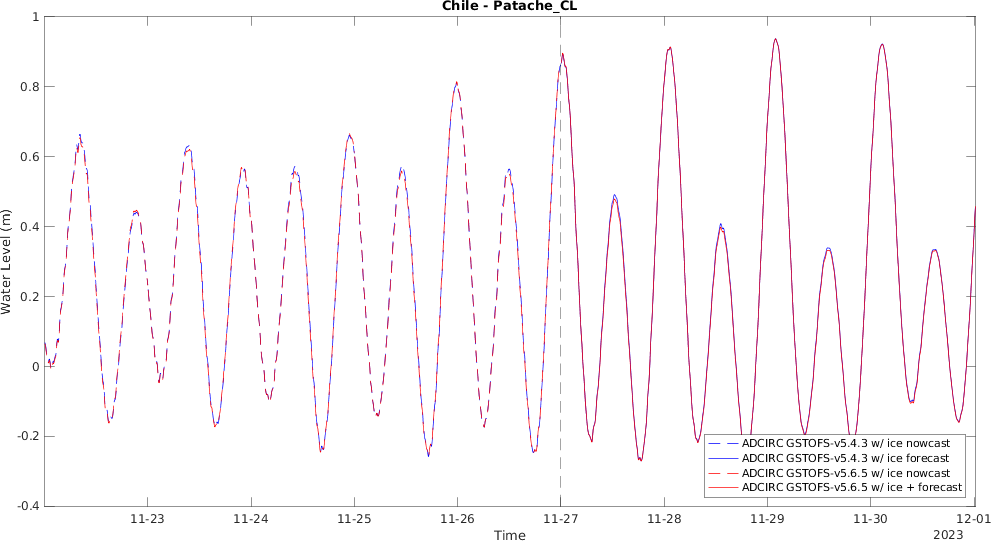 Chile - Patache_CL
1
0.8
0.6
0.4
0.2
0
-0.2
-0.4
Water Level (m)
ADCIRC GSTOFS-v5.4.3 w/ ice nowcast
ADCIRC GSTOFS-v5.4.3 w/ ice forecast
ADCIRC GSTOFS-v5.6.5 w/ ice nowcast
ADCIRC GSTOFS-v5.6.5 w/ ice + forecast
11-23 11-24 11-25 11-26 11-27 11-28 11-29 11-30 12-01
Time
2023